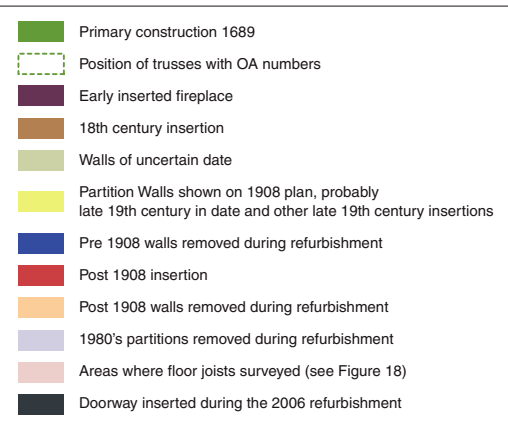 Primary construction 1689
Position of trusses with OA numbers
Early inserted fireplace
18th century insertion
Walls of uncertain date
Partition Walls shown on 1908 plan, probably
late 19th century in date and other late 19th century insertions
Pre 1908 walls removed during refurbishment
Post 1908 insertion
Post 1908 walls removed during refurbishment
1980's partitions removed during refurbishment
Areas where floor joists surveyed (see Figure 18)
Doorway inserted during the 2006 refurbishment